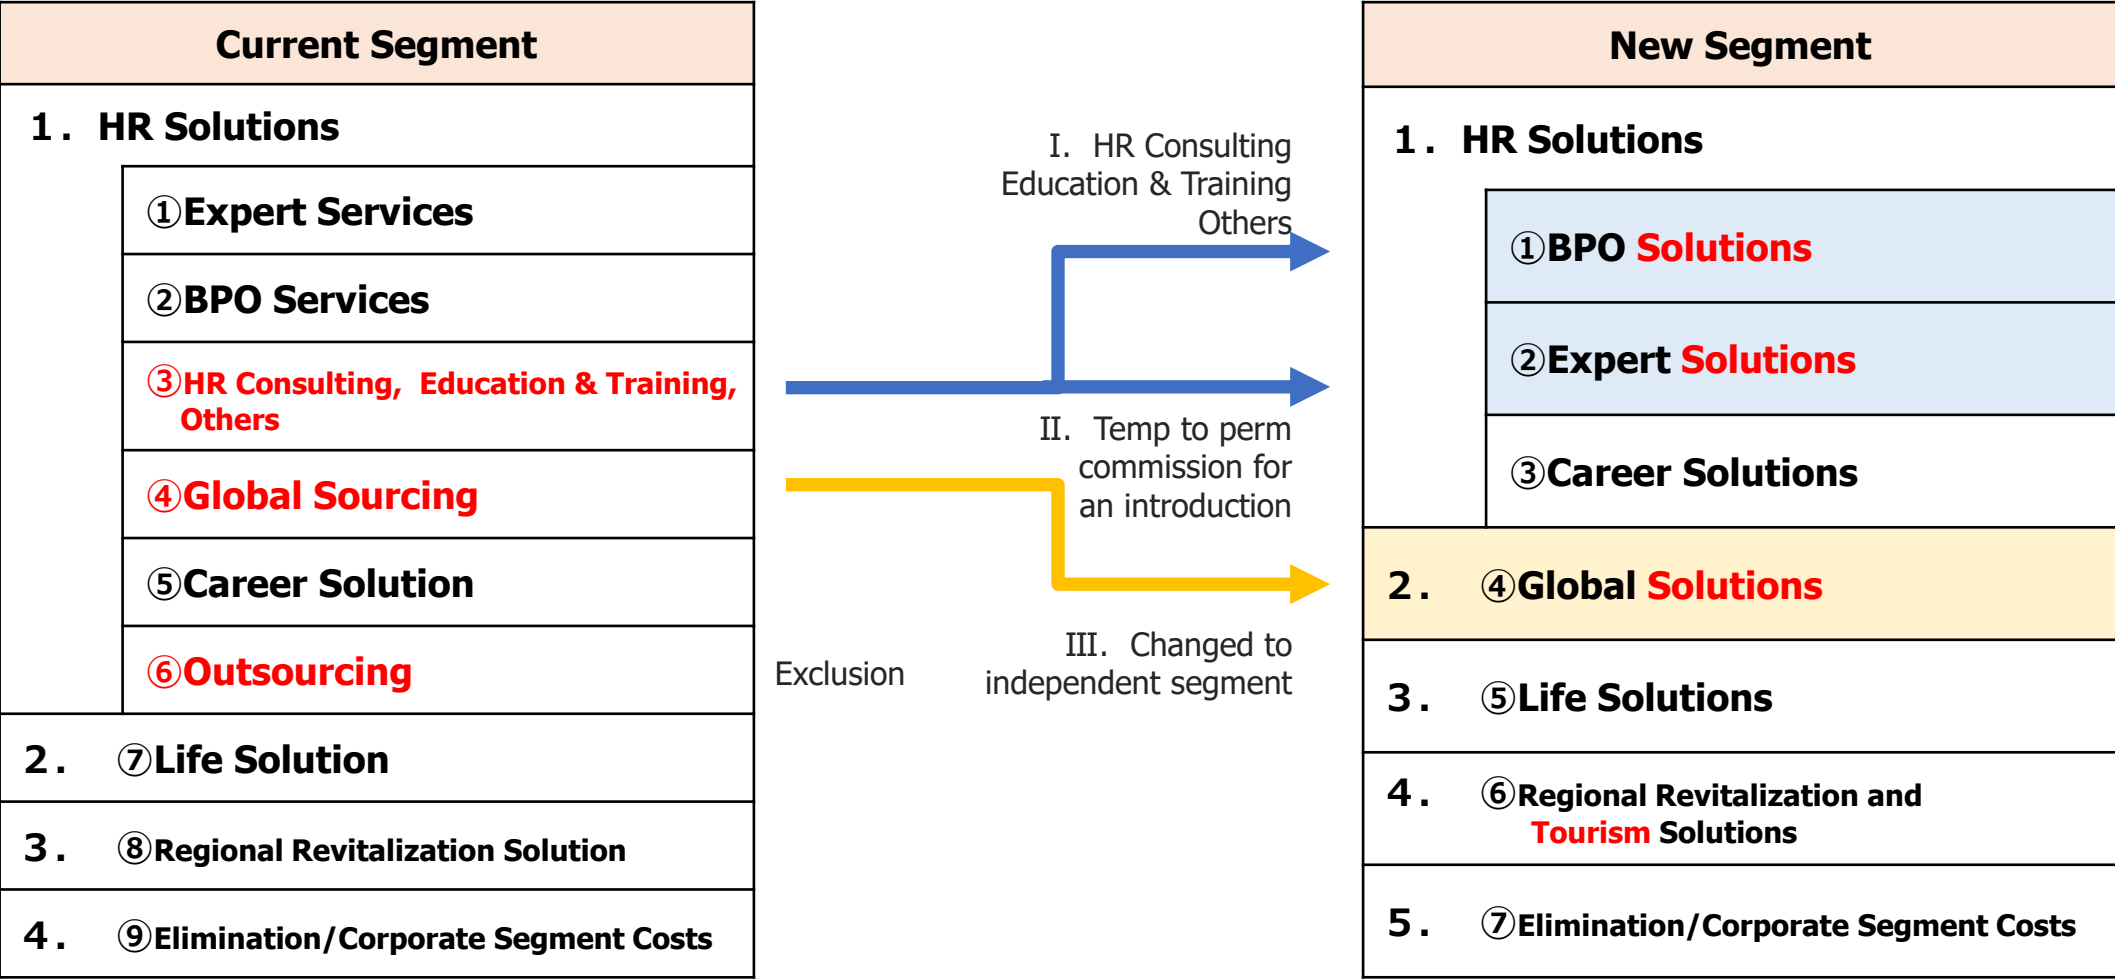 Current Segment
1. HR Solutions
①Expert Services
②BPO Services
③HR Consulting, Education & Training,
Others
④Global Sourcing
⑤Career Solution
⑥Outsourcing
2. ⑦Life Solution
3. ⑧Regional Revitalization Solution
4. ⑨Elimination/Corporate Segment Costs
I. HR Consulting
Education & Training
Others
II. Temp to perm
commission for
an introduction
Exclusion
III. Changed to
independent segment
New Segment
1. HR Solutions
①BPO Solutions
②Expert Solutions
③Career Solutions
2. ④Global Solutions
3. ⑤Life Solutions
4. ⑥Regional Revitalization and
Tourism Solutions
5. ⑦Elimination/Corporate Segment Costs